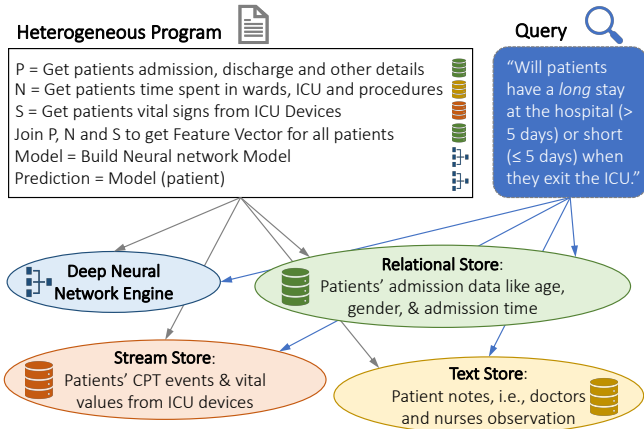 Heterogeneous Program
Query
P = Get patients admission, discharge and other details
N = Get patients time spent in wards, ICU and procedures
S = Get patients vital signs from ICU Devices
Join P, N and S to get Feature Vector for all patients
Model = Build Neural network Model
Prediction = Model (patient)
“Will patients
have a long stay
at the hospital (>
5 days) or short
(≤ 5 days) when
they exit the ICU.”
Deep Neural
Network Engine
Relational Store:
Patients’ admission data like age,
gender, & admission time
Stream Store:
Patients’ CPT events & vital
values from ICU devices
Text Store:
Patient notes, i.e., doctors
and nurses observation